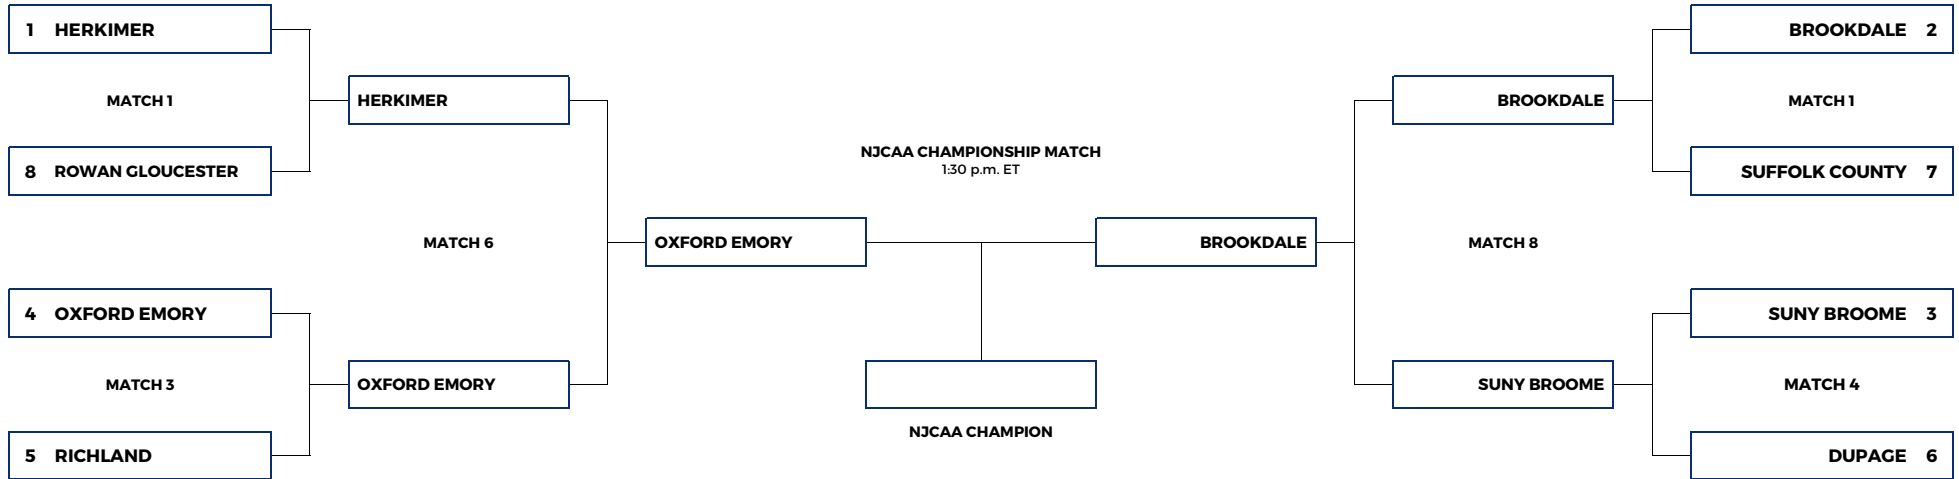 1 HERKIMER
MATCH 1
8 ROWAN GLOUCESTER
HERKIMER
MATCH 6
4 OXFORD EMORY
MATCH 3
5 RICHLAND
OXFORD EMORY
OXFORD EMORY
NJCAA CHAMPIONSHIP MATCH
1:30 p.m. ET
NJCAA CHAMPION
BROOKDALE
BROOKDALE
MATCH 8
SUNY BROOME
BROOKDALE 2
MATCH 1
SUFFOLK COUNTY 7
SUNY BROOME 3
MATCH 4
DUPAGE 6